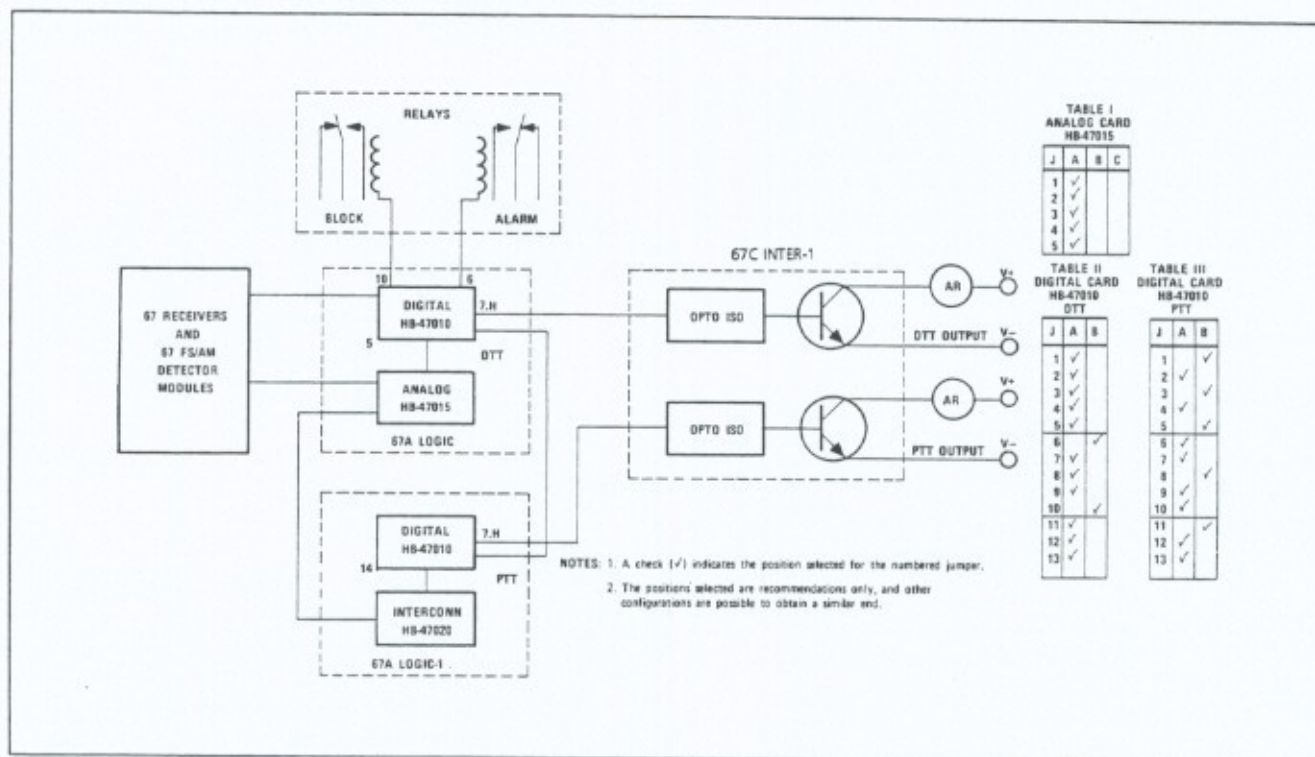 RELAYS
BLOCK
ALARM
67 RECEIVERS
AND
67 FS/AM
DETECTOR
MODULES
10
6
DIGITAL
HB-47010
7.H
5
DTT
ANALOG
HB-47015
67A LOGIC
DIGITAL
HB-47010
7.H
14
PTT
INTERCONN
HB-47020
67A LOGIC-1
67C INTER-1
OPTO ISO
AR
V+
DTT OUTPUT
V–
OPTO ISO
AR
V+
PTT OUTPUT
V–
NOTES: 1. A check (✓) indicates the position selected for the numbered jumper.
2. The positions selected are recommendations only, and other
configurations are possible to obtain a similar end.
TABLE I
ANALOG CARD
HB-47015
J A B C
1 ✓
2 ✓
3 ✓
4 ✓
5 ✓
TABLE II
DIGITAL CARD
HB-47010
DTT
J A B
1 ✓
2 ✓
3 ✓
4 ✓
5 ✓
6 ✓
7 ✓
8 ✓
9 ✓
10 ✓
11 ✓
12 ✓
13 ✓
TABLE III
DIGITAL CARD
HB-47010
PTT
J A B
1 ✓
2 ✓
3 ✓
4 ✓
5 ✓
6 ✓
7 ✓
8 ✓
9 ✓
10 ✓
11 ✓
12 ✓
13 ✓